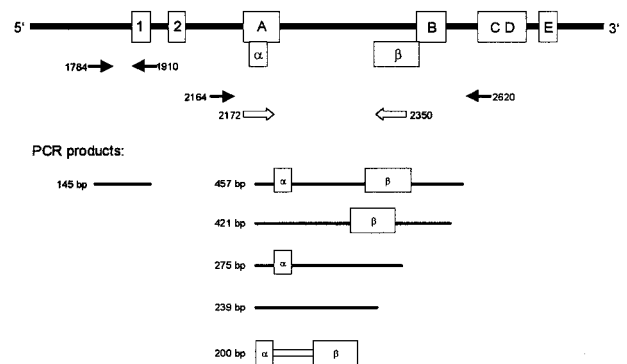 5' 1 2 A B C D E 3'
α β
1784 1910
2164 2620
2172 2350
PCR products:
145 bp 457 bp α β
421 bp β
275 bp α
239 bp
200 bp α β